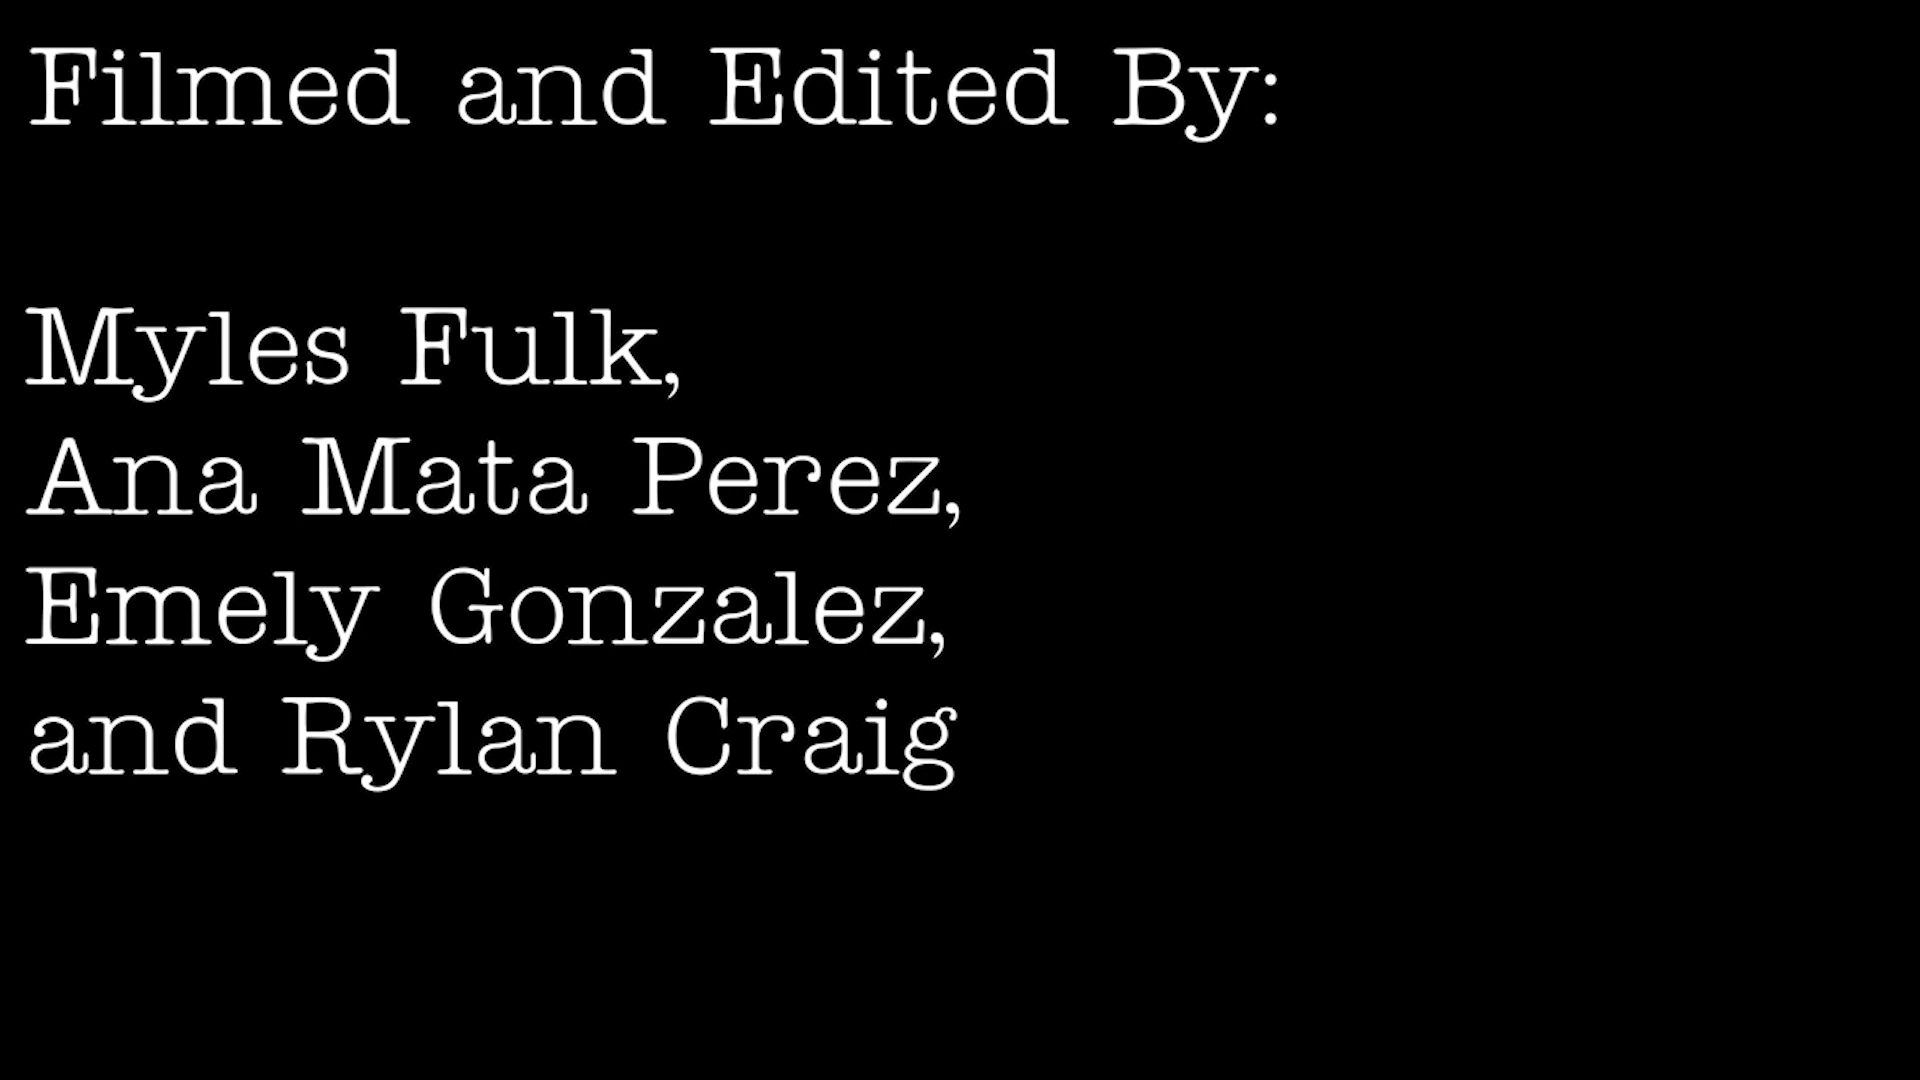 Filmed and Edited By:
Myles Fulk,
Ana Mata Perez,
Emely Gonzalez,
and Rylan Craig